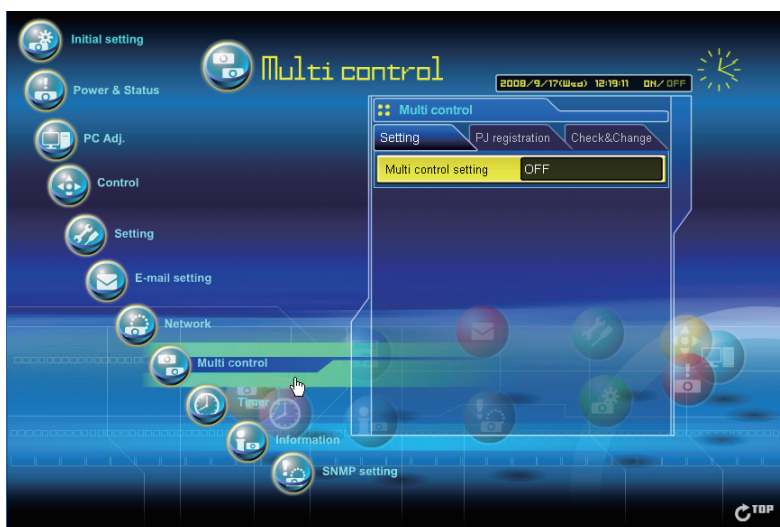 Initial setting
Power & Status
PC Adj.
Control
Setting
E-mail setting
Network
Multi control
Timer
Information
SNMP setting
Multi control
2008/9/17(Wed) 12:19:11 ON/OFF
Multi control
Setting PJ registration Check&Change
Multi control setting OFF
TOP